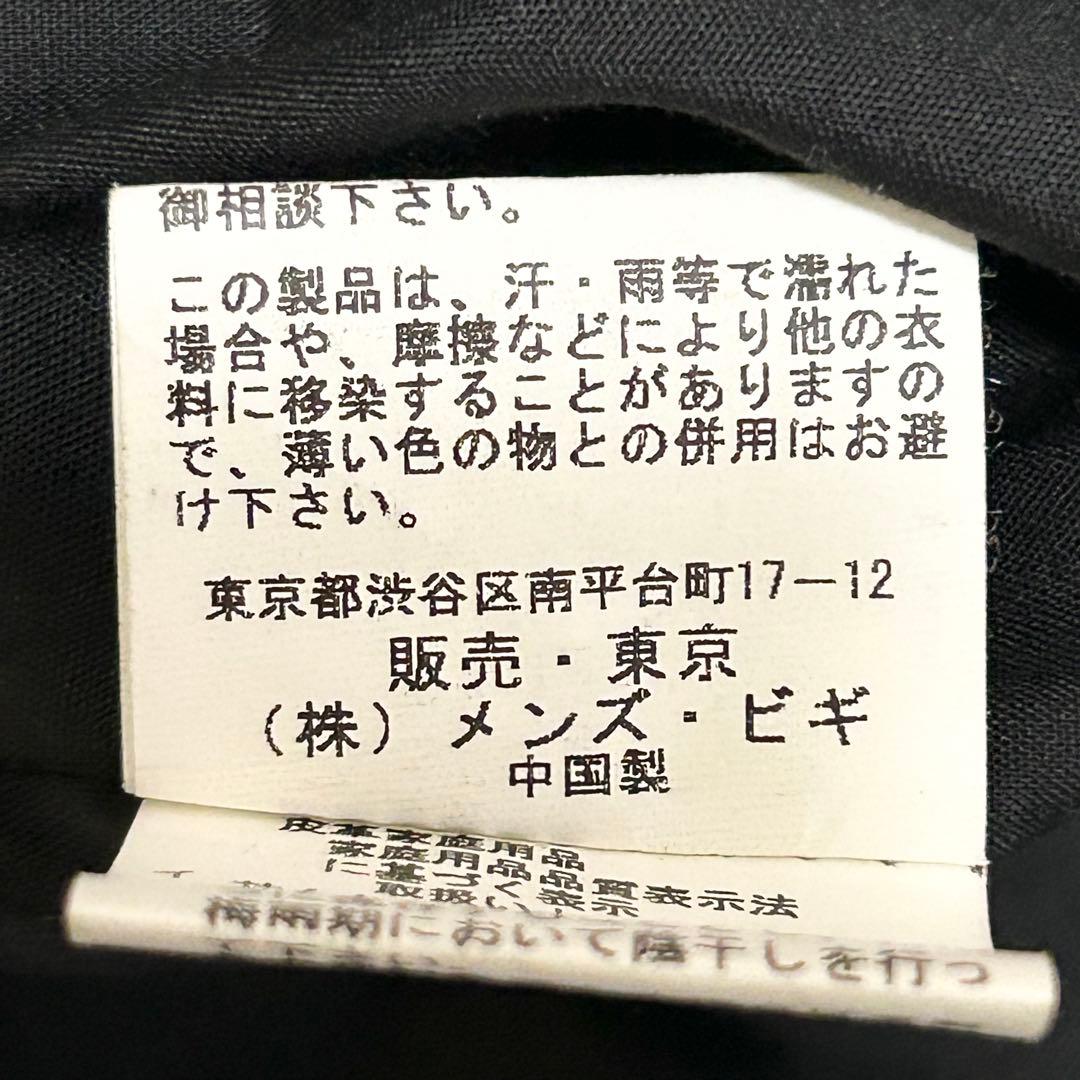 御相談下さい。
この製品は、汗・雨等で濡れた
場合や、摩擦などにより他の衣
料に移染することがありますの
で、薄い色の物との併用はお避
け下さい。
東京都渋谷区南平台町17－12
販売・東京
（株）メンズ・ビギ
中国製
皮革家庭用品
家庭用品品質表示法
に基づく
取扱い表示
梅雨期において陰干しを行っ